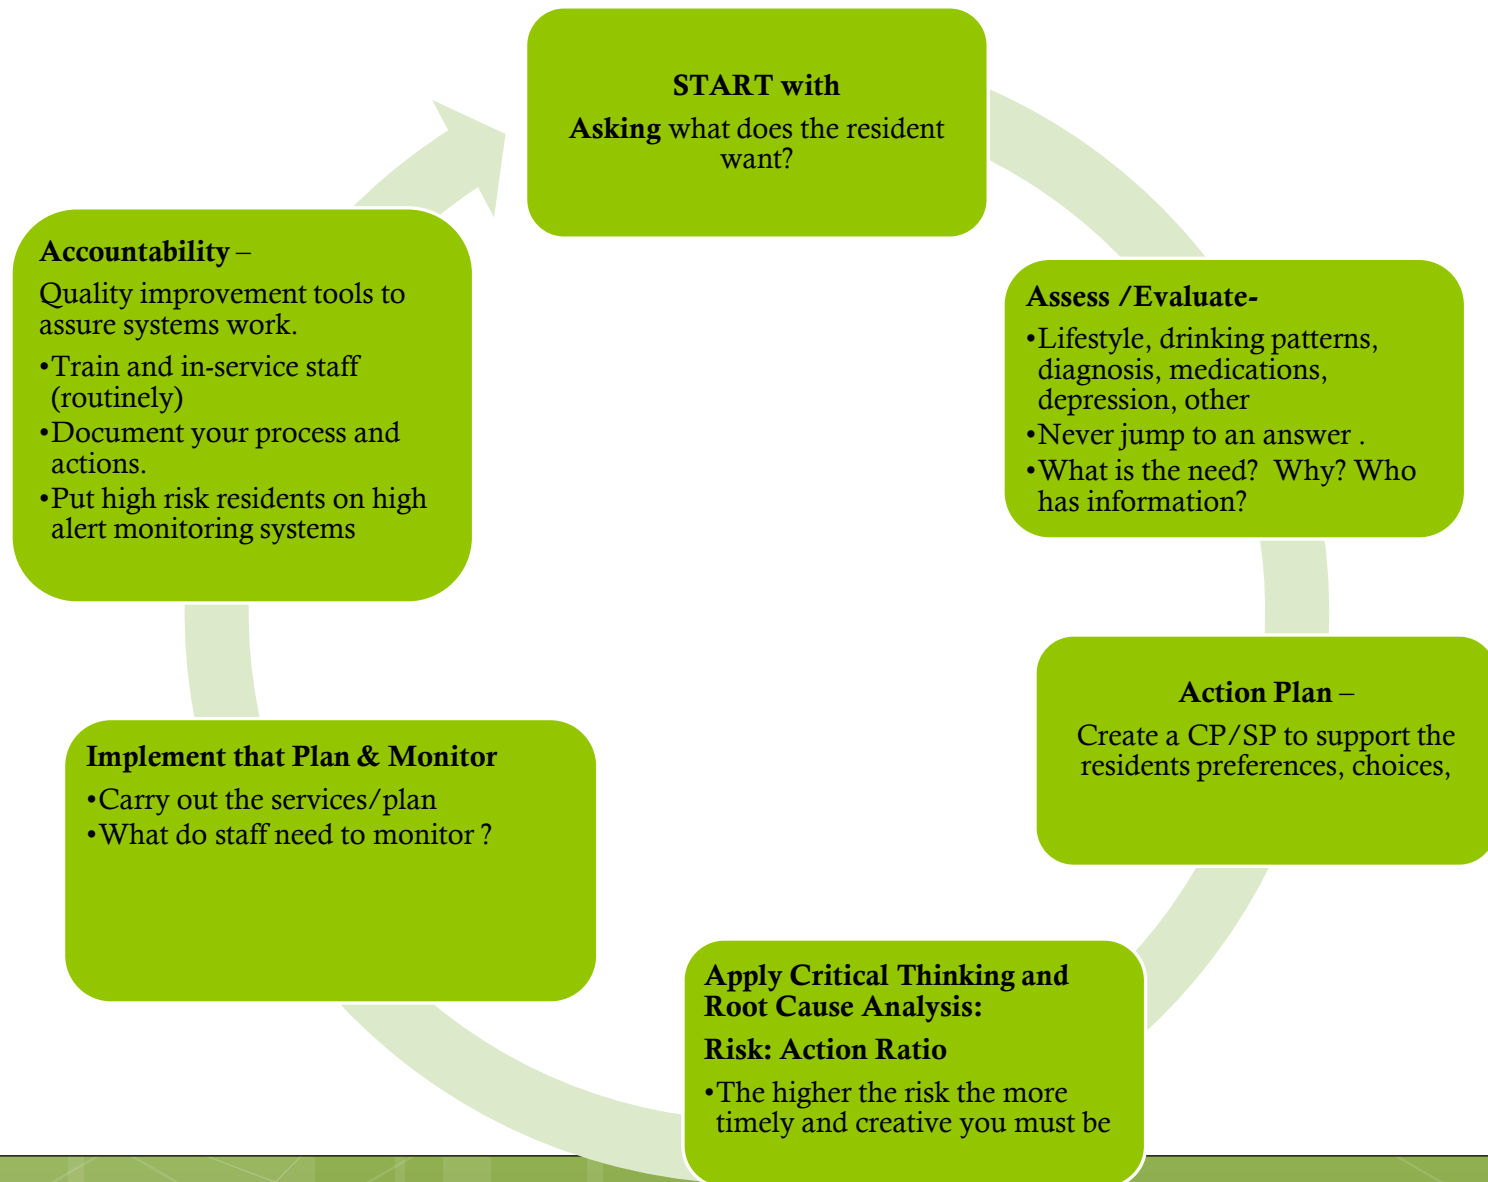 START with
Asking what does the resident
want?
Assess /Evaluate-
•Lifestyle, drinking patterns,
diagnosis, medications,
depression, other
•Never jump to an answer .
•What is the need?  Why? Who
has information?
Action Plan –
Create a CP/SP to support the
residents preferences, choices,
Apply Critical Thinking and
Root Cause Analysis:
Risk: Action Ratio
•The higher the risk the more
timely and creative you must be
Implement that Plan & Monitor
•Carry out the services/plan
•What do staff need to monitor ?
Accountability –
Quality improvement tools to
assure systems work.
•Train and in-service staff
(routinely)
•Document your process and
actions.
•Put high risk residents on high
alert monitoring systems